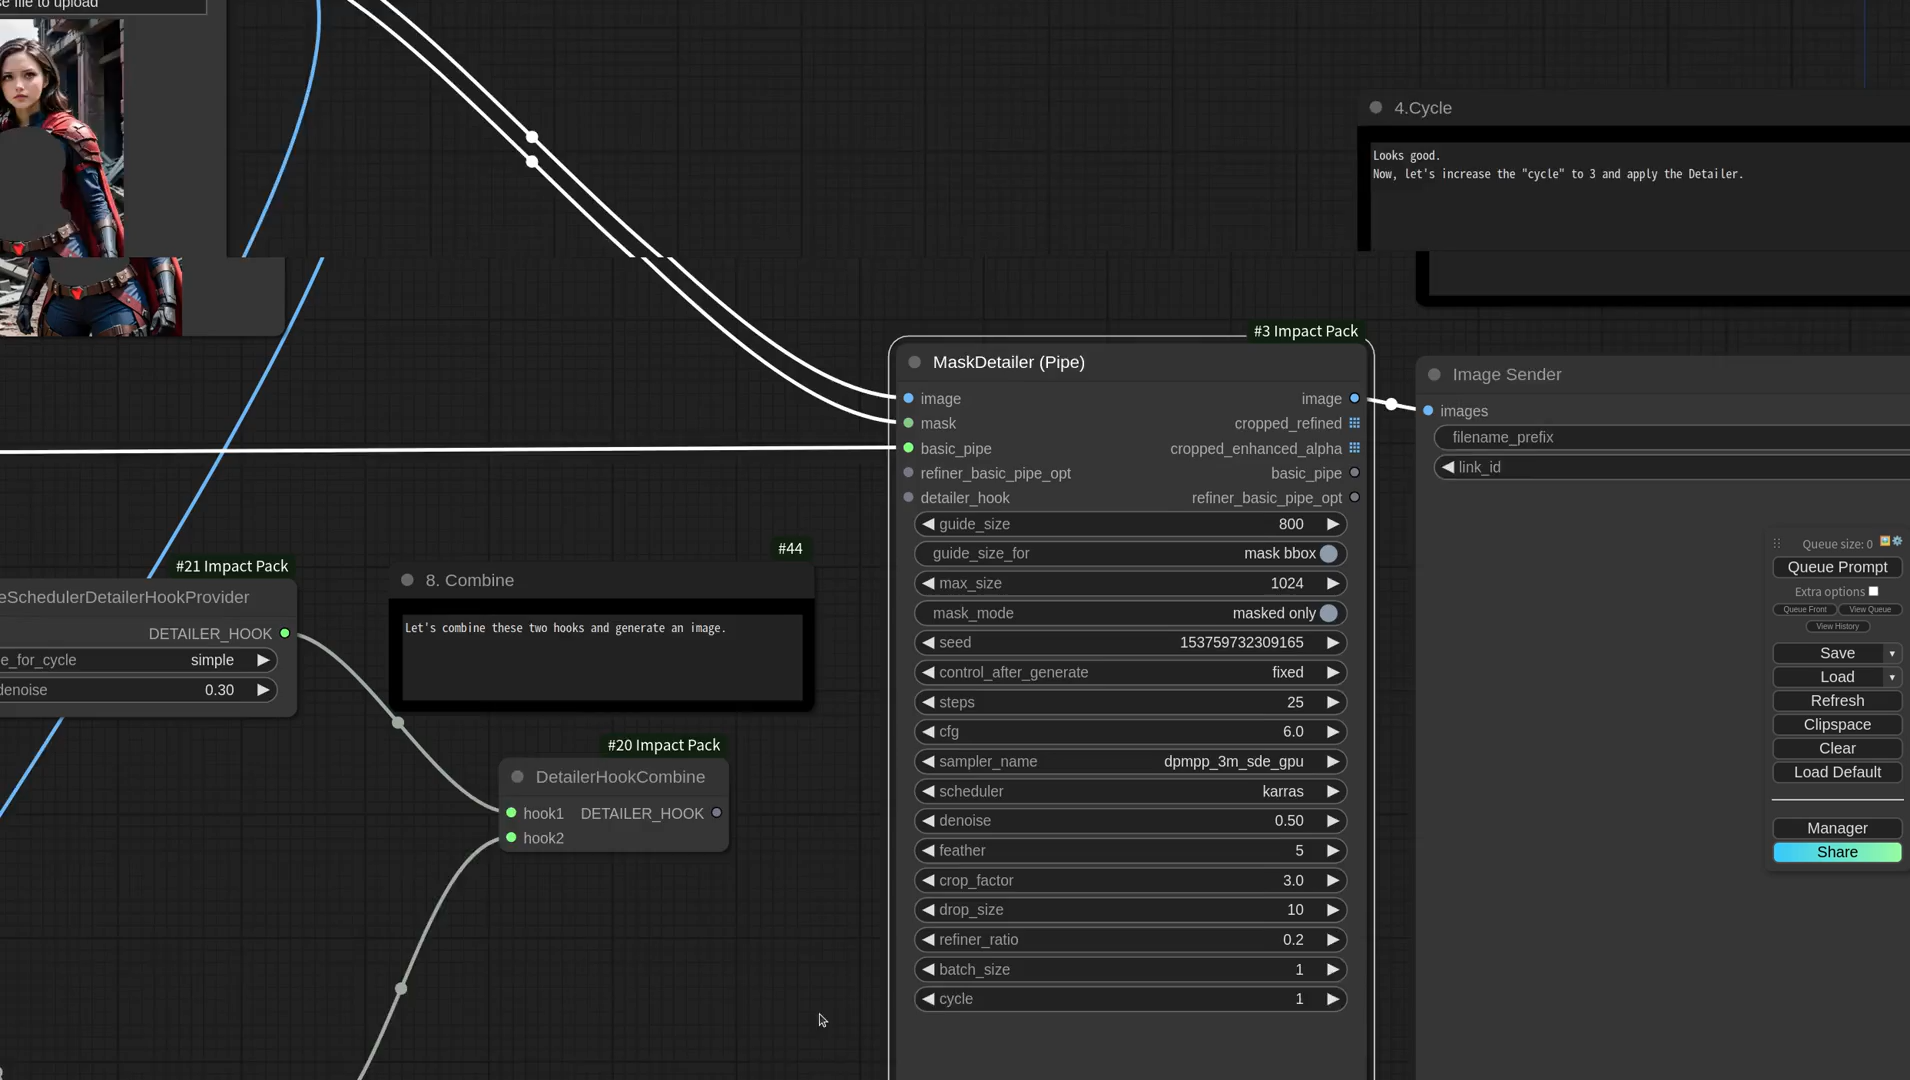 se file to upload
4.Cycle
Looks good.
Now, let's increase the "cycle" to 3 and apply the Detailer.
#3 Impact Pack
MaskDetailer (Pipe)
image image
mask cropped_refined
basic_pipe cropped_enhanced_alpha
refiner_basic_pipe_opt basic_pipe
detailer_hook refiner_basic_pipe_opt
guide_size 800
guide_size_for mask bbox
max_size 1024
mask_mode masked only
seed 153759732309165
control_after_generate fixed
steps 25
cfg 6.0
sampler_name dpmpp_3m_sde_gpu
scheduler karras
denoise 0.50
feather 5
crop_factor 3.0
drop_size 10
refiner_ratio 0.2
batch_size 1
cycle 1
Image Sender
images
filename_prefix
link_id
#21 Impact Pack
eSchedulerDetailerHookProvider
DETAILER_HOOK
e_for_cycle simple
denoise 0.30
#44
8. Combine
Let's combine these two hooks and generate an image.
#20 Impact Pack
DetailerHookCombine
hook1 DETAILER_HOOK
hook2
Queue size: 0
Queue Prompt
Extra options
Queue Front View Queue
View History
Save
Load
Refresh
Clipspace
Clear
Load Default
Manager
Share